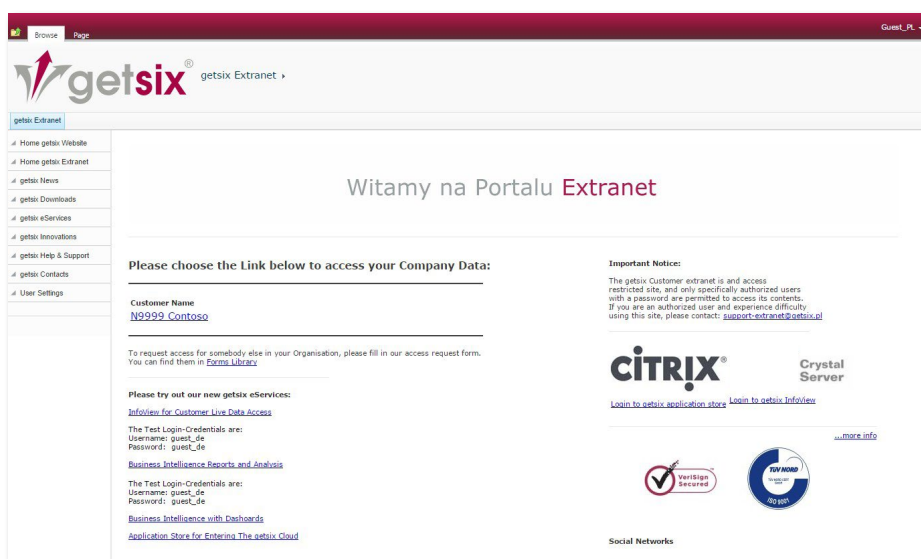 Browse
Page
Guest_PL
getsix®
getsix Extranet
getsix Extranet
Home getsix Website
Home getsix Extranet
getsix News
getsix Downloads
getsix eServices
getsix Innovations
getsix Help & Support
getsix Contacts
User Settings
Witamy na Portalu Extranet
Please choose the Link below to access your Company Data:
Customer Name
N9999 Contoso
To request access for somebody else in your Organisation, please fill in our access request form.
You can find them in Forms Library
Please try out our new getsix eServices:
InfoView for Customer Live Data Access
The Test Login-Credentials are:
Username: guest_de
Password: guest_de
Business Intelligence Reports and Analysis
The Test Login-Credentials are:
Username: guest_de
Password: guest_de
Business Intelligence with Dashoards
Application Store for Entering The getsix Cloud
Important Notice:
The getsix Customer extranet is and access
restricted site, and only specifically authorized users
with a password are permitted to access its contents.
If you are an authorized user and experience difficulty
using this site, please contact: support-extranet@getsix.pl
CITRIX®
Crystal
Server
Login to getsix application store
Login to getsix InfoView
...more info
VeriSign
Secured
TÜV NORD
ISO 9001
Social Networks